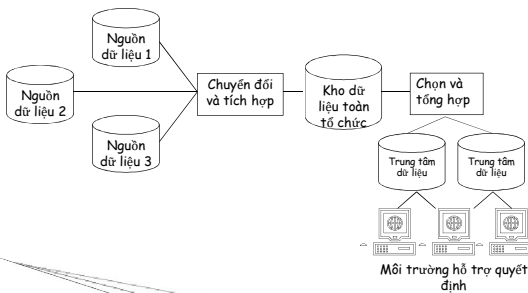 Nguồn
dữ liệu 1
Nguồn
dữ liệu 2
Nguồn
dữ liệu 3
Chuyển đổi
và tích hợp
Kho dữ
liệu toàn
tổ chức
Chọn và
tổng hợp
Trung tâm
dữ liệu
Trung tâm
dữ liệu
Môi trường hỗ trợ quyết
định